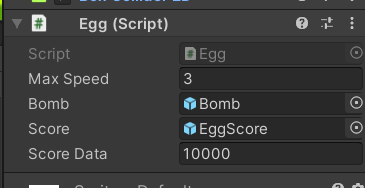 Egg (Script)
Script Egg
Max Speed 3
Bomb Bomb
Score EggScore
Score Data 10000